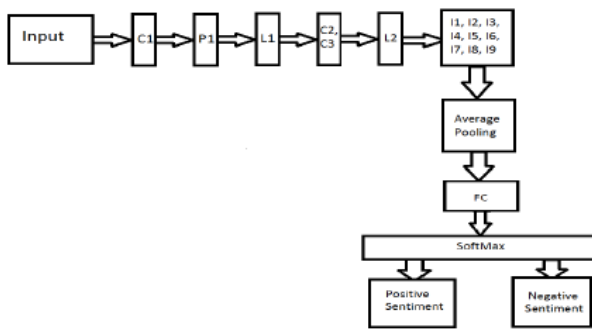 Input
C1
P1
L1
C2,
C3
L2
I1, I2, I3,
I4, I5, I6,
I7, I8, I9
Average
Pooling
FC
SoftMax
Positive
Sentiment
Negative
Sentiment